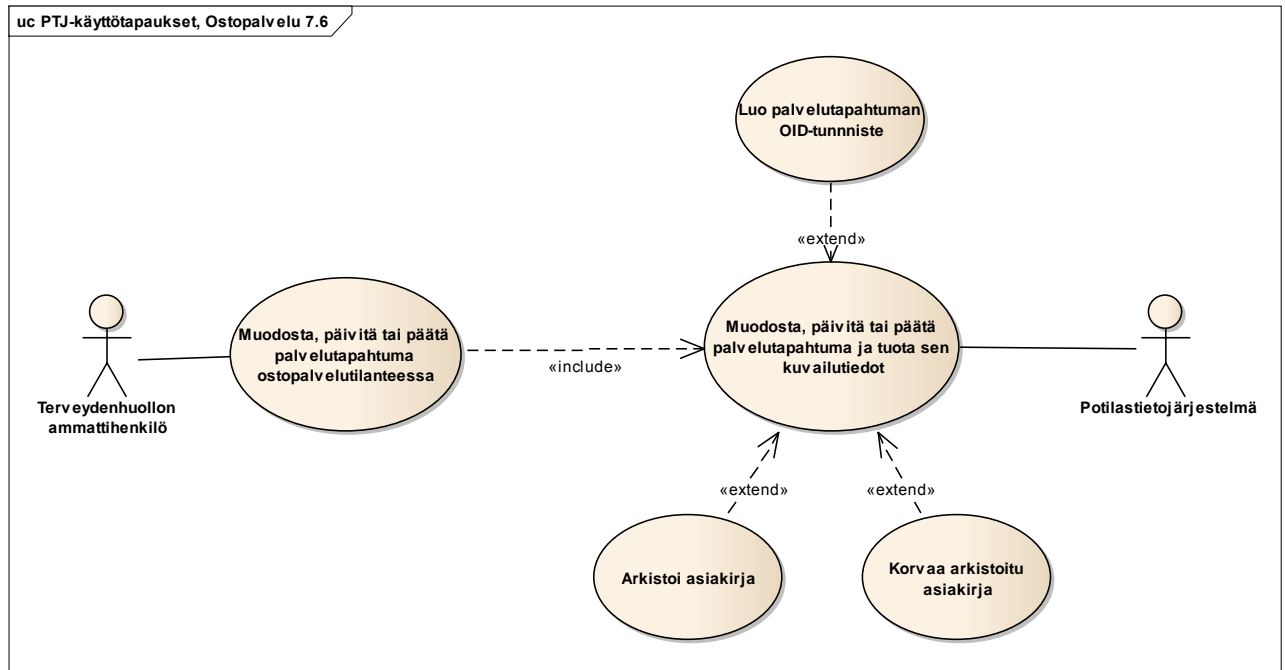 uc PTJ-käyttötapaukset, Ostopalvelu 7.6
Luo palvelutapahtuman
OID-tunnniste
«extend»
Muodosta, päivitä tai päätä
palvelutapahtuma
ostopalvelutilanteessa
«include»
Muodosta, päivitä tai päätä
palvelutapahtuma ja tuota sen
kuvailutiedot
Terveydenhuollon
ammattihenkilö
Potilastietojärjestelmä
«extend»
«extend»
Arkistoi asiakirja
Korvaa arkistoitu
asiakirja